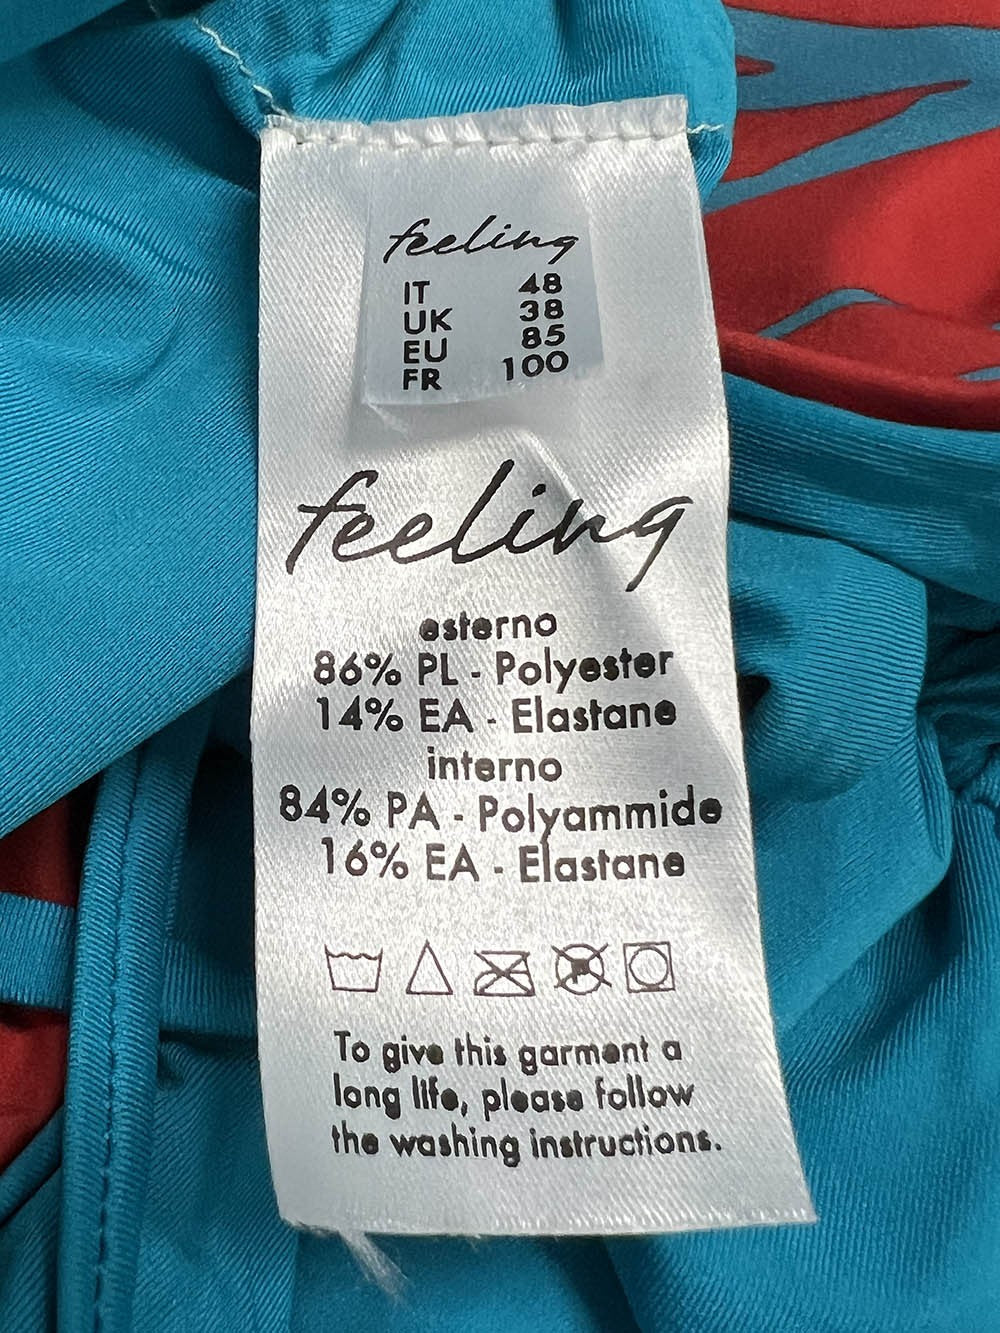 feeling
IT 48
UK 38
EU 85
FR 100
feeling
esterno
86% PL - Polyester
14% EA - Elastane
interno
84% PA - Polyammide
16% EA - Elastane
To give this garment a
long life, please follow
the washing instructions.